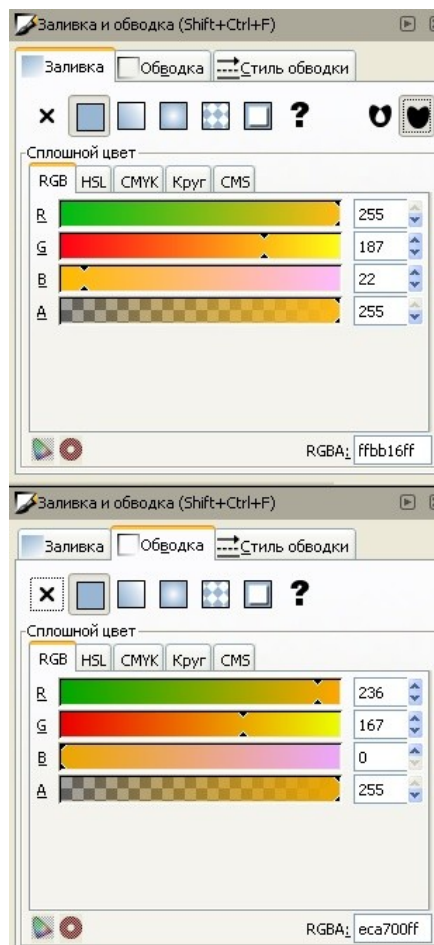 Заливка и обводка (Shift+Ctrl+F)
Заливка Обводка Стиль обводки
?
Сплошной цвет
RGB HSL CMYK Круг CMS
R 255
G 187
B 22
A 255
RGBA: ffbb16ff
Заливка и обводка (Shift+Ctrl+F)
Заливка Обводка Стиль обводки
?
Сплошной цвет
RGB HSL CMYK Круг CMS
R 236
G 167
B 0
A 255
RGBA: eca700ff